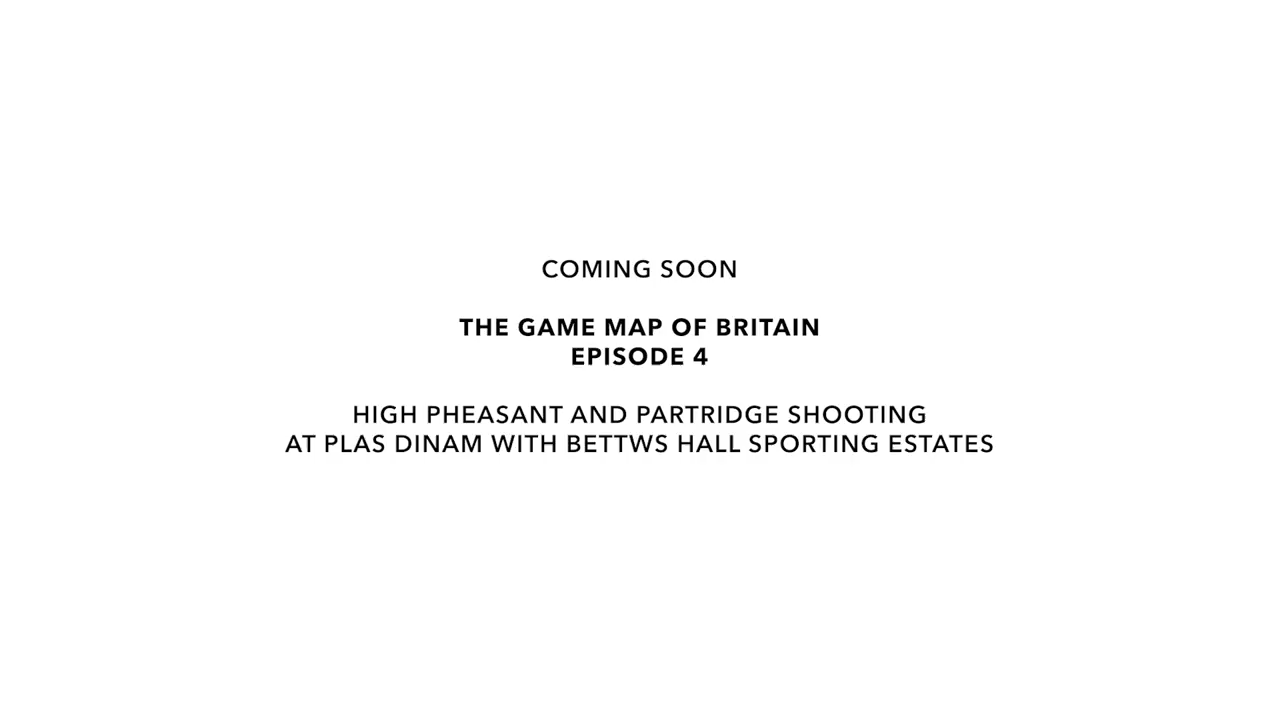 COMING SOON
THE GAME MAP OF BRITAIN
EPISODE 4
HIGH PHEASANT AND PARTRIDGE SHOOTING
AT PLAS DINAM WITH BETTWS HALL SPORTING ESTATES